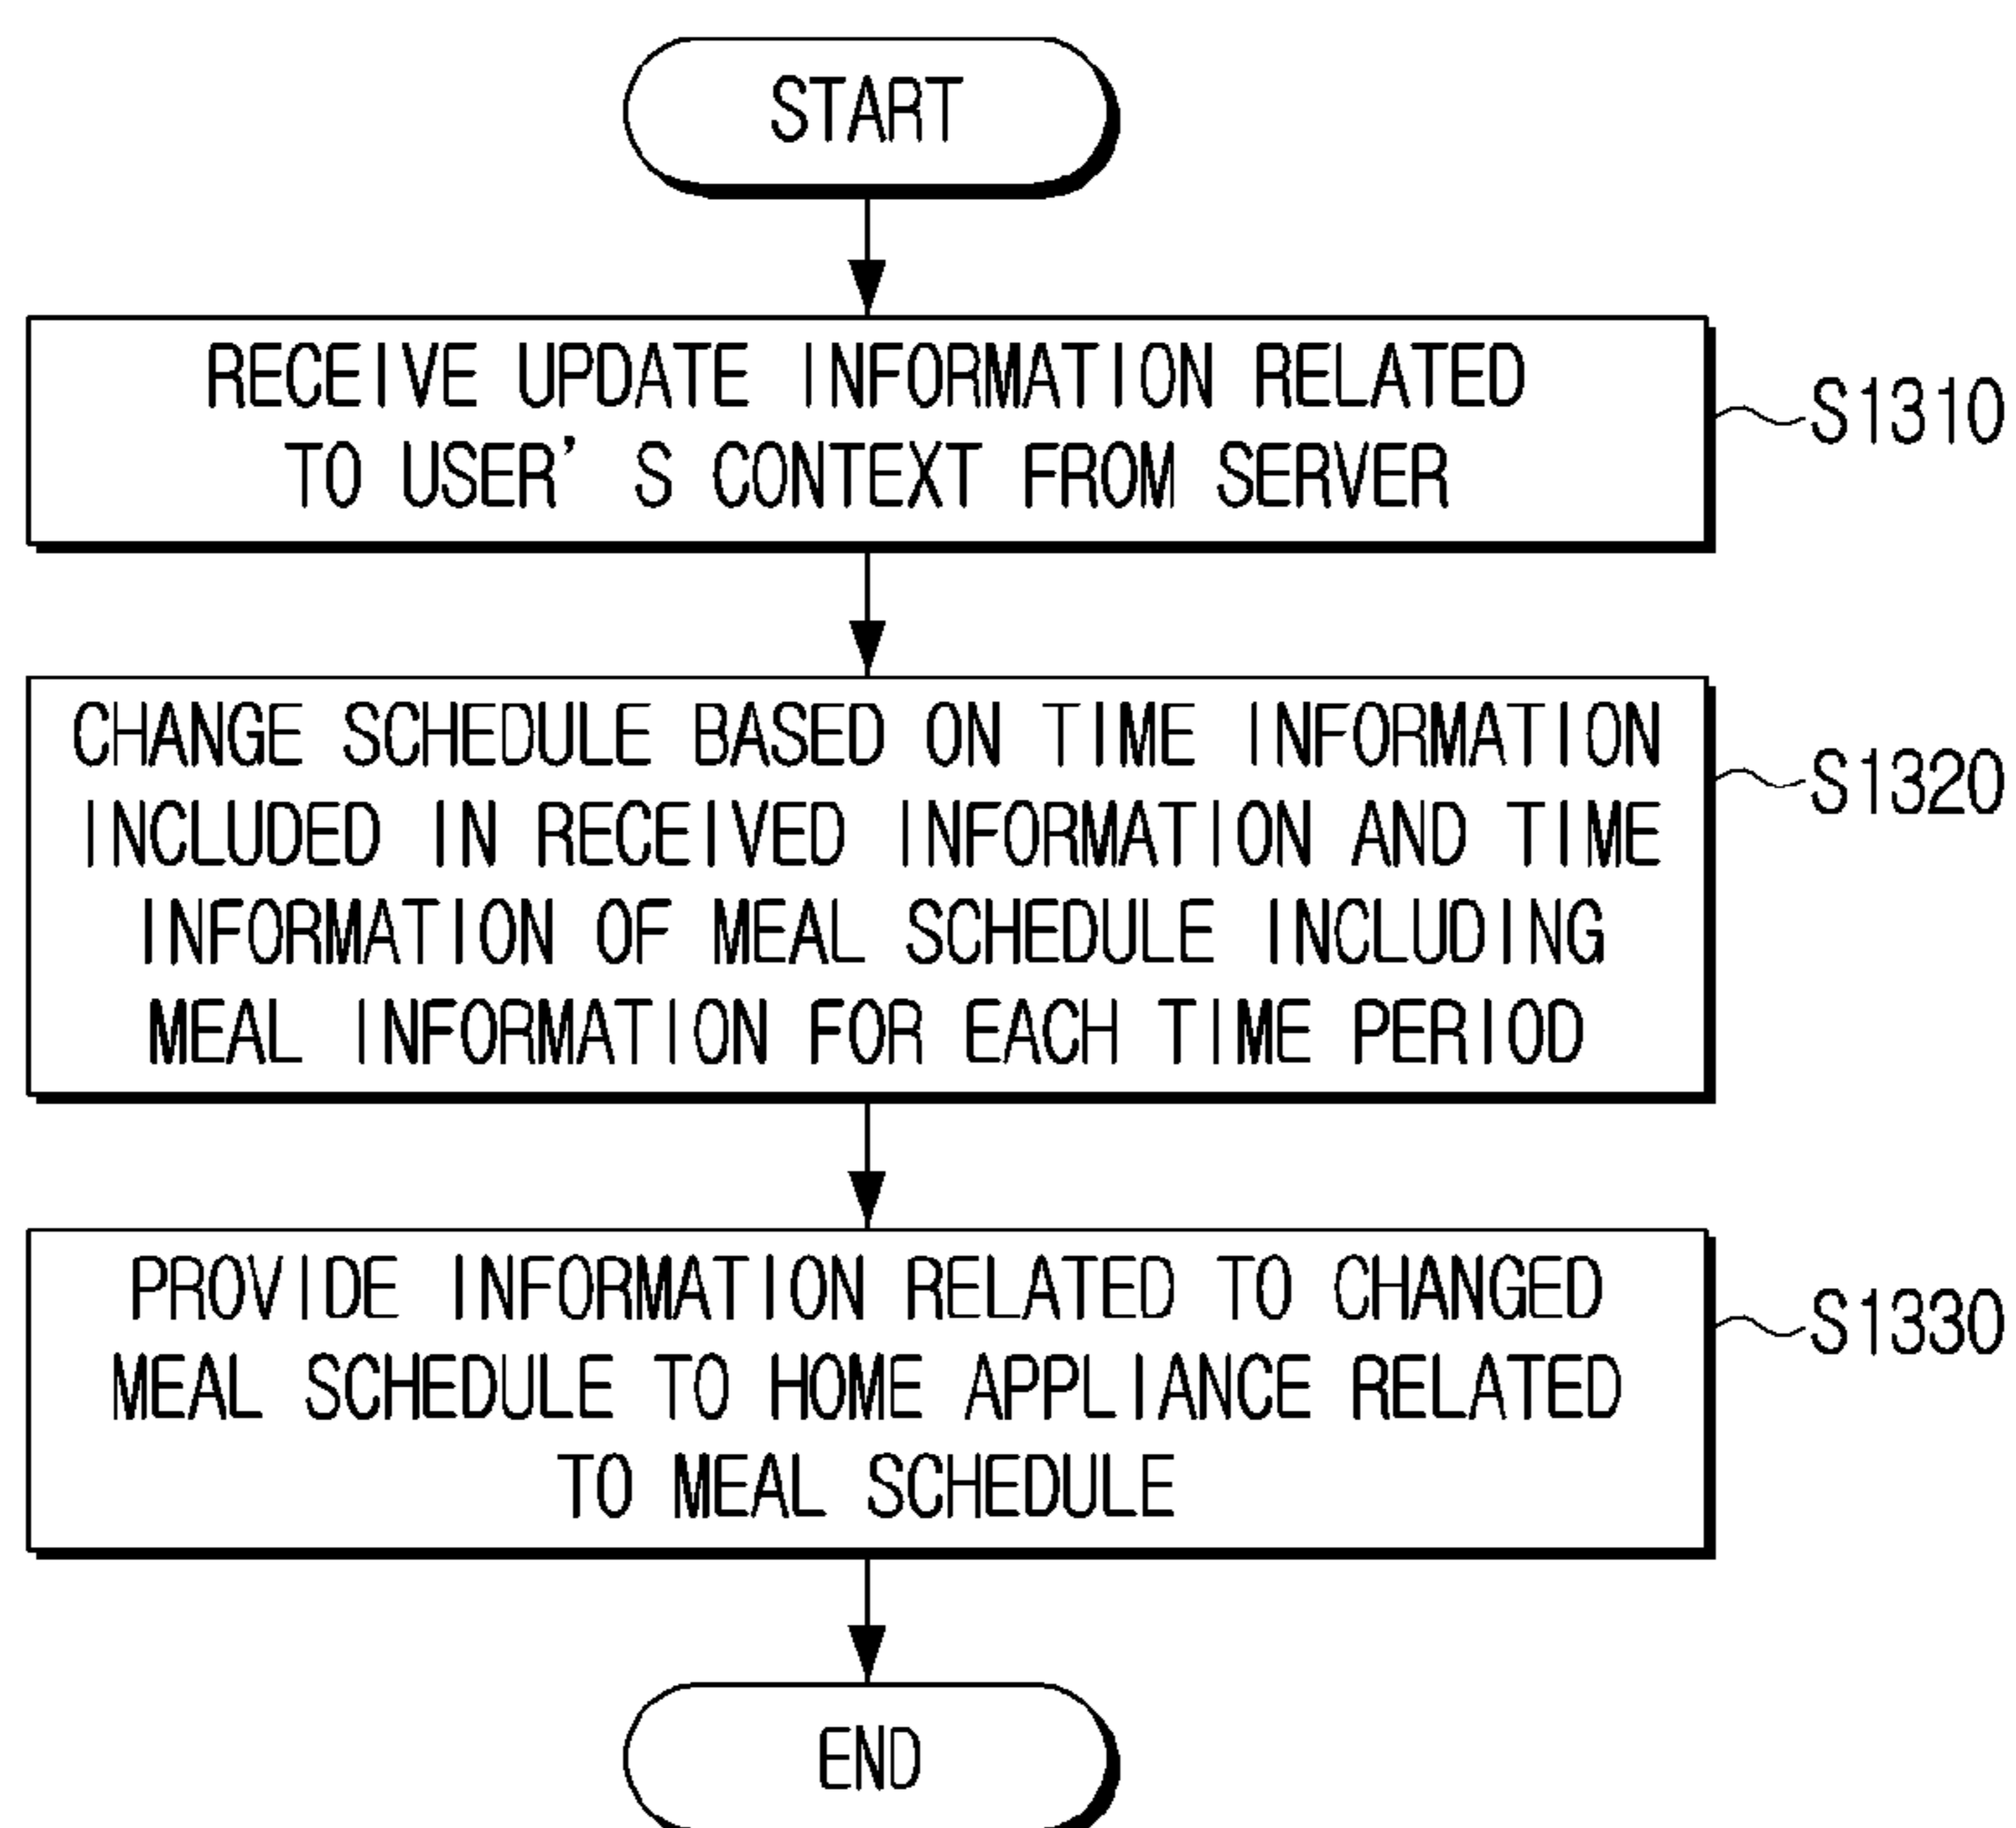 START
RECEIVE UPDATE INFORMATION RELATED
TO USER'S CONTEXT FROM SERVER
S1310
CHANGE SCHEDULE BASED ON TIME INFORMATION
INCLUDED IN RECEIVED INFORMATION AND TIME
INFORMATION OF MEAL SCHEDULE INCLUDING
MEAL INFORMATION FOR EACH TIME PERIOD
S1320
PROVIDE INFORMATION RELATED TO CHANGED
MEAL SCHEDULE TO HOME APPLIANCE RELATED
TO MEAL SCHEDULE
S1330
END